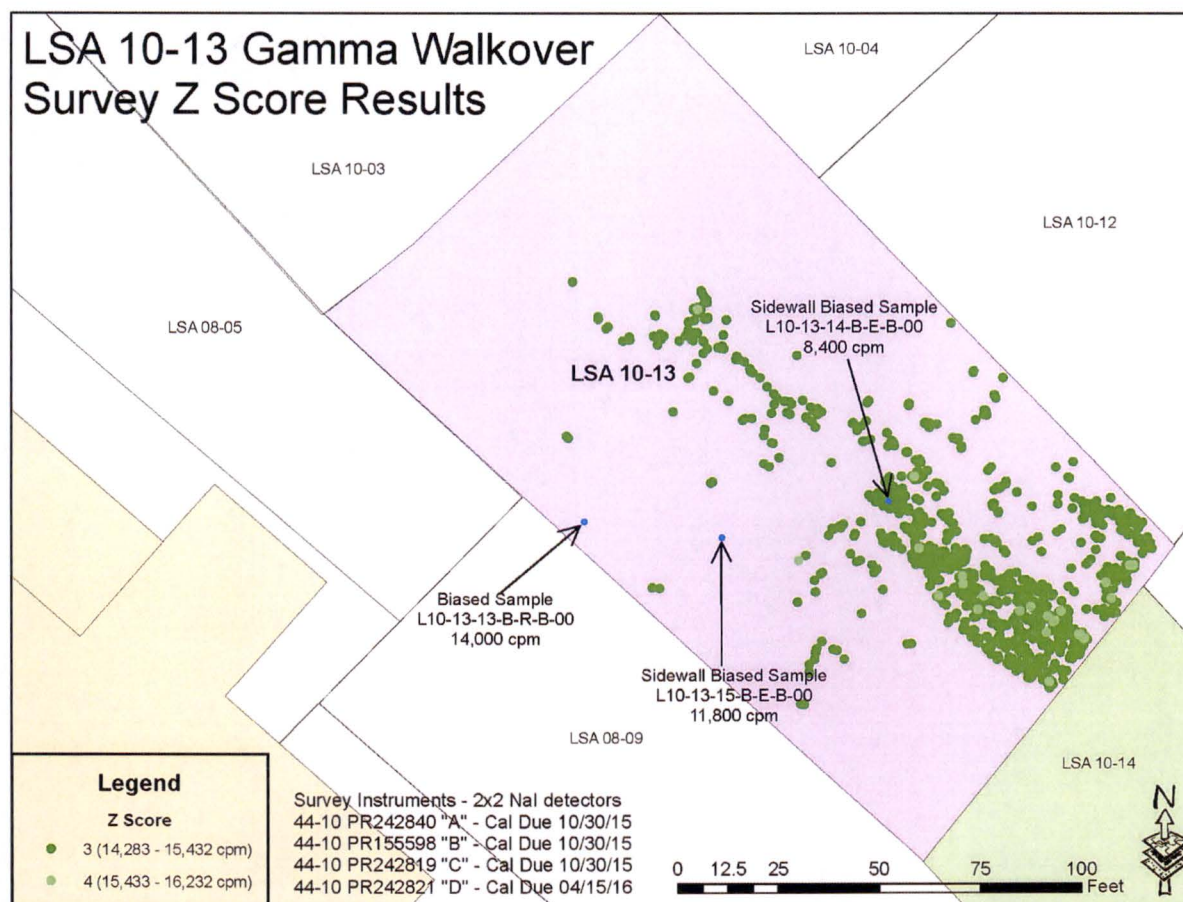 LSA 10-13 Gamma Walkover
Survey Z Score Results
LSA 10-04
LSA 10-03
LSA 10-12
LSA 08-05
Sidewall Biased Sample
L10-13-14-B-E-B-00
8,400 cpm
LSA 10-13
Biased Sample
L10-13-13-B-R-B-00
14,000 cpm
Sidewall Biased Sample
L10-13-15-B-E-B-00
11,800 cpm
LSA 08-09
LSA 10-14
Legend
Z Score
3 (14,283 - 15,432 cpm)
4 (15,433 - 16,232 cpm)
Survey Instruments - 2x2 NaI detectors
44-10 PR242840 "A" - Cal Due 10/30/15
44-10 PR155598 "B" - Cal Due 10/30/15
44-10 PR242819 "C" - Cal Due 10/30/15
44-10 PR242821 "D" - Cal Due 04/15/16
0 12.5 25 50 75 100
Feet
N